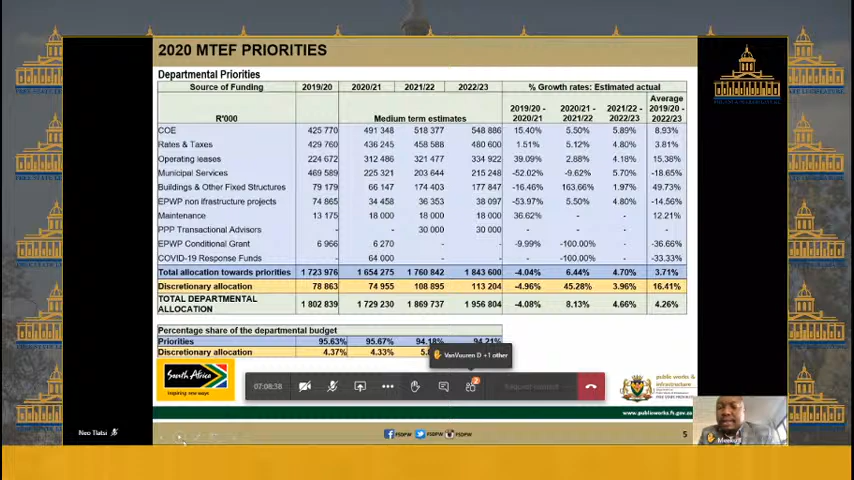 2020 MTEF PRIORITIES
Departmental Priorities
Source of Funding 2019/20 2020/21 2021/22 2022/23 % Growth rates: Estimated actual
R'000 Medium term estimates 2019/20 - 2020/21 2020/21 - 2021/22 2021/22 - 2022/23 Average 2019/20 - 2022/23
COE 425 770 491 348 518 377 548 886 15.40% 5.50% 5.89% 8.93%
Rates & Taxes 429 760 436 245 458 588 480 600 1.51% 5.12% 4.80% 3.81%
Operating leases 224 672 312 486 321 477 334 922 39.09% 2.88% 4.18% 15.38%
Municipal Services 469 589 225 321 203 644 215 248 -52.02% -9.62% 5.70% -18.65%
Buildings & Other Fixed Structures 79 179 66 147 174 403 177 847 -16.46% 163.66% 1.97% 49.73%
EPWP non ifrastructure projects 74 865 34 458 36 353 38 097 -53.97% 5.50% 4.80% -14.56%
Maintenance 13 175 18 000 18 000 18 000 36.62% - - 12.21%
PPP Transactional Advisors - - 30 000 30 000 - - - -
EPWP Conditional Grant 6 966 6 270 - - -9.99% -100.00% - -36.66%
COVID-19 Response Funds - 64 000 - - -100.00% - -33.33%
Total allocation towards priorities 1 723 976 1 654 275 1 760 842 1 843 600 -4.04% 6.44% 4.70% 3.71%
Discretionary allocation 78 863 74 955 108 895 113 204 -4.96% 45.28% 3.96% 16.41%
TOTAL DEPARTMENTAL
ALLOCATION 1 802 839 1 729 230 1 869 737 1 956 804 -4.08% 8.13% 4.66% 4.26%
Percentage share of the departmental budget
Priorities 95.63% 95.67% 94.18% 94.21%
Discretionary allocation 4.37% 4.33%
VanVuuren D +1 other
South Africa
Inspiring new ways
07:08:38
2
Request control
public works &
infrastructure
www.publicworks.fs.gov.za
Neo Tlatsi
FSDPW FSDPW FSDPW
5